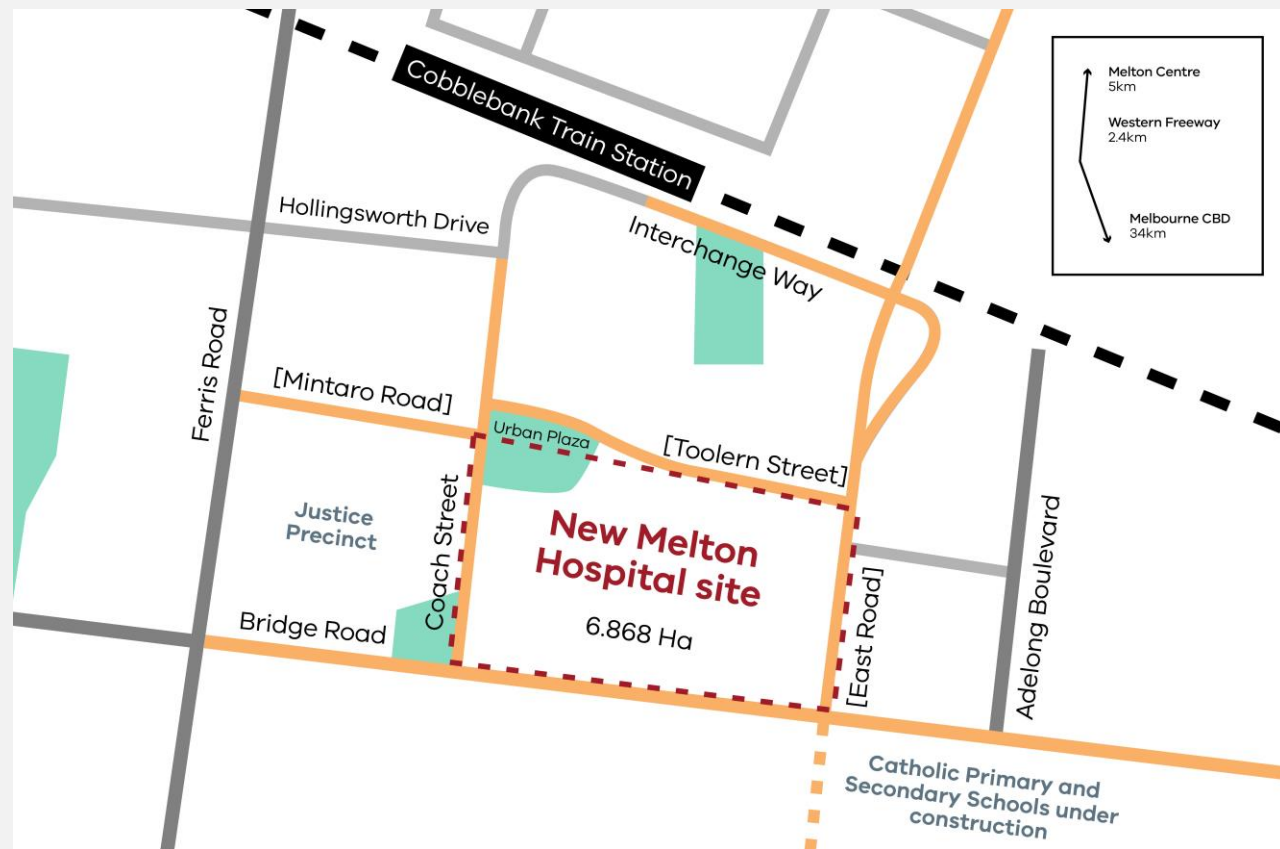 Cobblebank Train Station
Melton Centre
5km
Western Freeway
2.4km
Melbourne CBD
34km
Hollingsworth Drive
Interchange Way
Ferris Road
[Mintaro Road]
Urban Plaza
[Toolern Street]
Justice
Precinct
Coach Street
New Melton
Hospital site
6.868 Ha
Bridge Road
[East Road]
Adelong Boulevard
Catholic Primary and
Secondary Schools under
construction